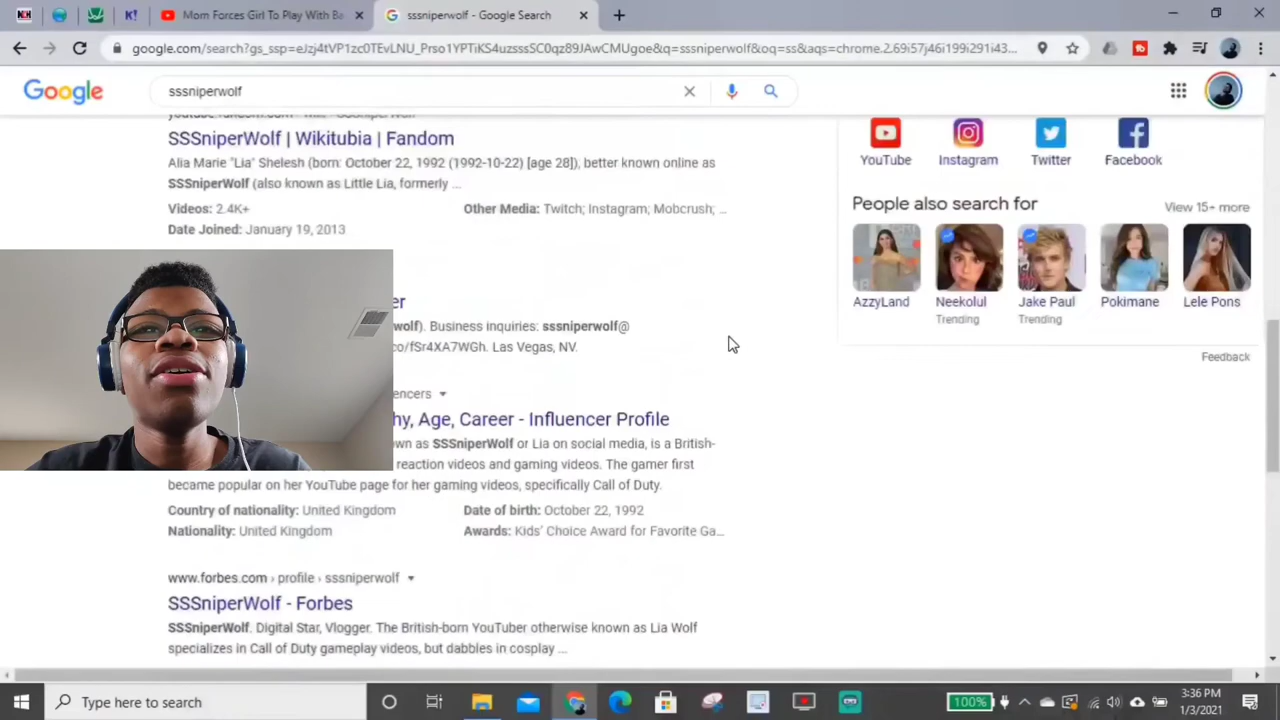 Mom Forces Girl To Play With Ba
sssniperwolf - Google Search
google.com/search?gs_ssp=eJzj4tVP1zc0TEvLNU_Prso1YPTiKS4uzsssSC0qz89JAwCMUgoe&q=sssniperwolf&oq=ss&aqs=chrome.2.69i57j46i199i291i43...
Google
sssniperwolf
SSSniperWolf | Wikitubia | Fandom
Alia Marie "Lia" Shelesh (born: October 22, 1992 (1992-10-22) [age 28]), better known online as
SSSniperWolf (also known as Little Lia, formerly ...
Videos: 2.4K+
Other Media: Twitch; Instagram; Mobcrush; ...
Date Joined: January 19, 2013
er
wolf). Business inquiries: sssniperwolf@
co/fSr4XA7WGh. Las Vegas, NV.
encers
hy, Age, Career - Influencer Profile
wn as SSSniperWolf or Lia on social media, is a British-
reaction videos and gaming videos. The gamer first
became popular on her YouTube page for her gaming videos, specifically Call of Duty.
Country of nationality: United Kingdom
Date of birth: October 22, 1992
Nationality: United Kingdom
Awards: Kids' Choice Award for Favorite Ga...
www.forbes.com › profile › sssniperwolf
SSSniperWolf - Forbes
SSSniperWolf. Digital Star, Vlogger. The British-born YouTuber otherwise known as Lia Wolf
specializes in Call of Duty gameplay videos, but dabbles in cosplay ...
YouTube
Instagram
Twitter
Facebook
People also search for
View 15+ more
AzzyLand
Neekolul
Jake Paul
Pokimane
Lele Pons
Trending
Trending
Feedback
Type here to search
100%
3:36 PM
1/3/2021